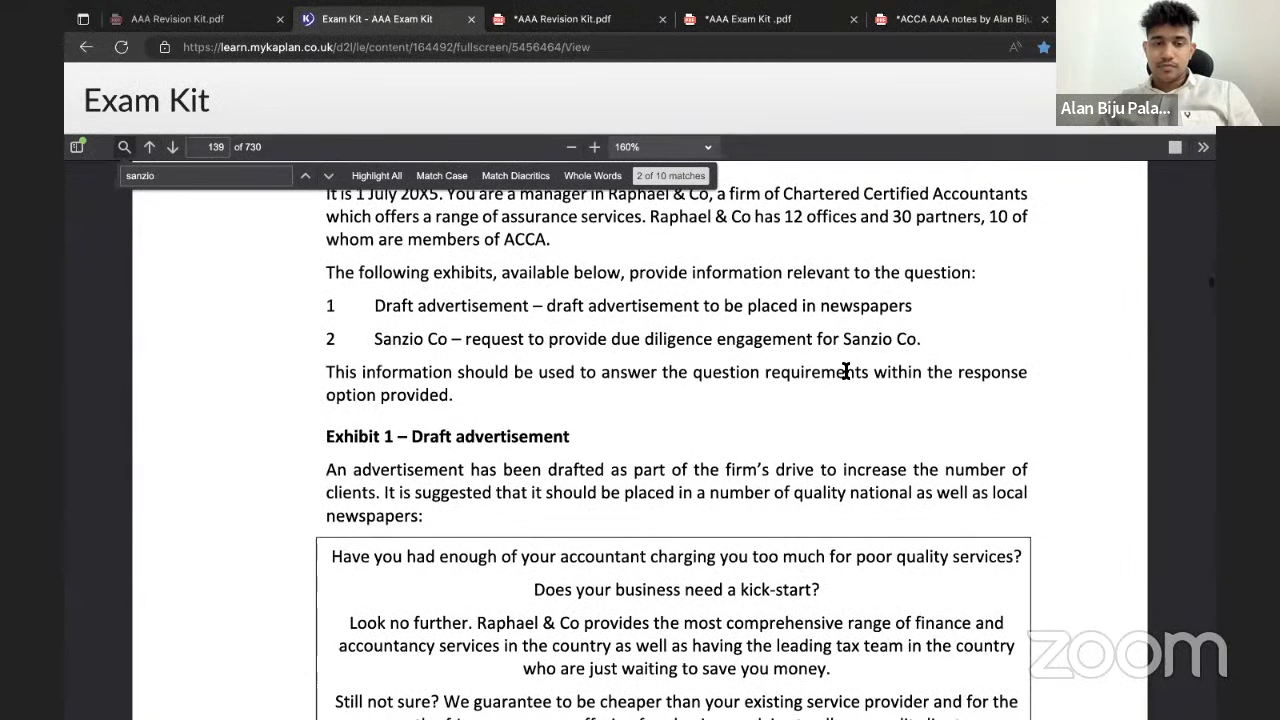 AAA Revision Kit.pdf
Exam Kit - AAA Exam Kit
*AAA Revision Kit.pdf
*AAA Exam Kit .pdf
*ACCA AAA notes by Alan Biju
https://learn.mykaplan.co.uk/d2l/le/content/164492/fullscreen/5456464/View
Exam Kit
Alan Biju Pala...
139 of 730
160%
sanzio
Highlight All Match Case Match Diacritics Whole Words 2 of 10 matches
It is 1 July 20X5. You are a manager in Raphael & Co, a firm of Chartered Certified Accountants
which offers a range of assurance services. Raphael & Co has 12 offices and 30 partners, 10 of
whom are members of ACCA.
The following exhibits, available below, provide information relevant to the question:
1 Draft advertisement – draft advertisement to be placed in newspapers
2 Sanzio Co – request to provide due diligence engagement for Sanzio Co.
This information should be used to answer the question requirements within the response
option provided.
Exhibit 1 – Draft advertisement
An advertisement has been drafted as part of the firm's drive to increase the number of
clients. It is suggested that it should be placed in a number of quality national as well as local
newspapers:
Have you had enough of your accountant charging you too much for poor quality services?
Does your business need a kick-start?
Look no further. Raphael & Co provides the most comprehensive range of finance and
accountancy services in the country as well as having the leading tax team in the country
who are just waiting to save you money.
Still not sure? We guarantee to be cheaper than your existing service provider and for the
zoom